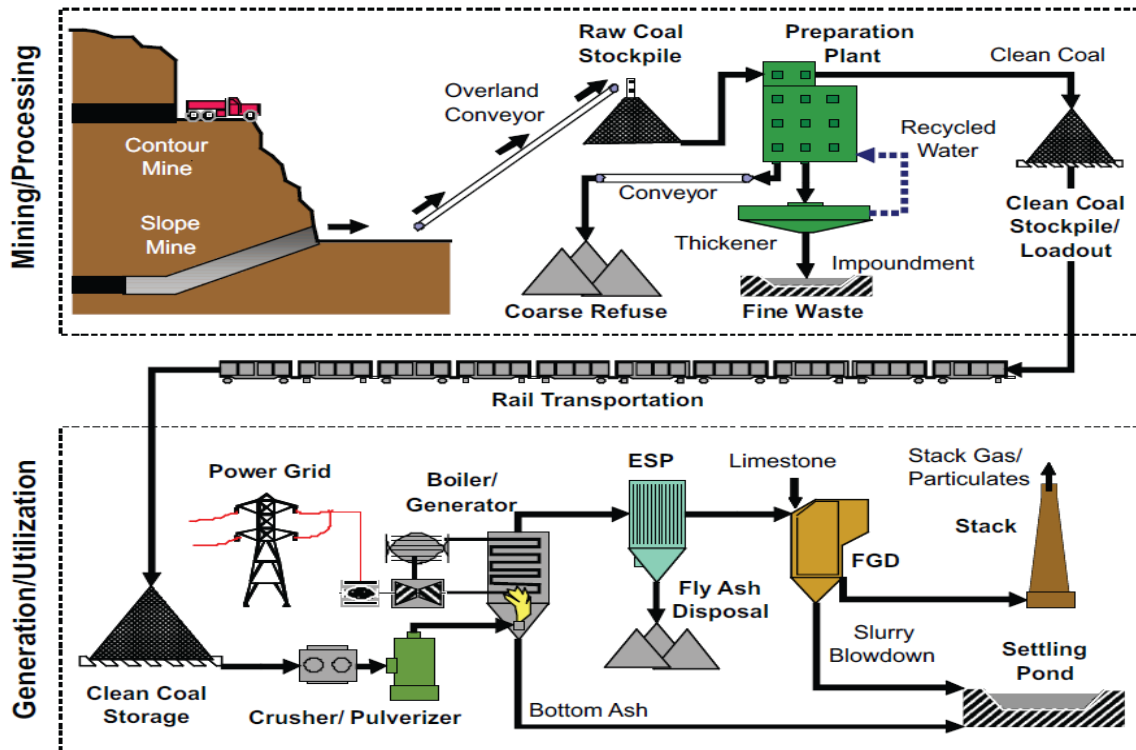 Mining/Processing
Contour
Mine
Slope
Mine
Overland
Conveyor
Raw Coal
Stockpile
Preparation
Plant
Clean Coal
Recycled
Water
Conveyor
Thickener
Coarse Refuse
Impoundment
Fine Waste
Clean Coal
Stockpile/
Loadout
Rail Transportation
Generation/Utilization
Power Grid
Boiler/
Generator
ESP
Limestone
Stack Gas/
Particulates
Stack
FGD
Fly Ash
Disposal
Slurry
Blowdown
Settling
Pond
Clean Coal
Storage
Crusher/ Pulverizer
Bottom Ash